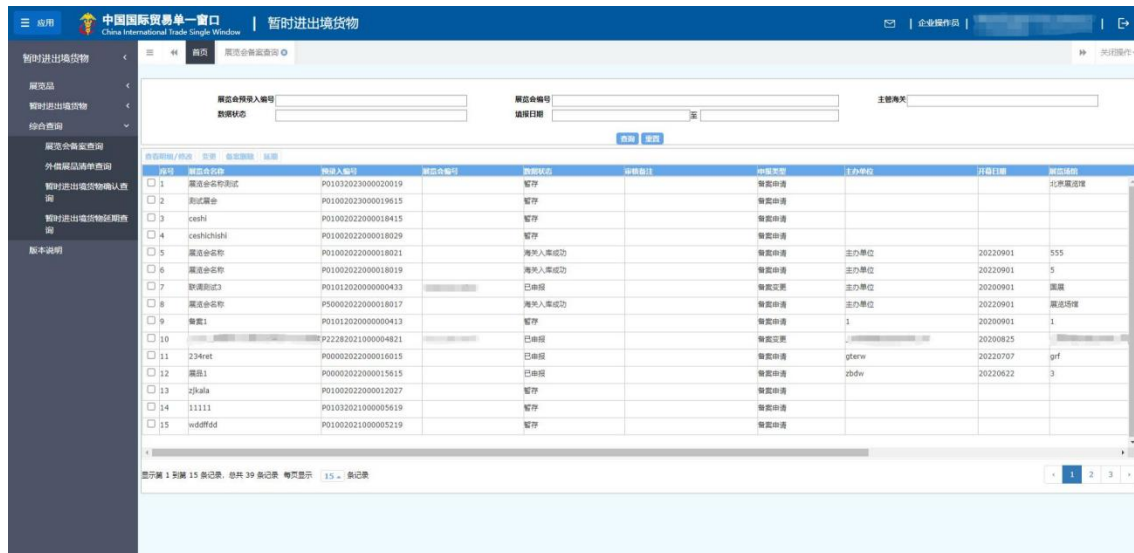 ☰ 应用 中国国际贸易单一窗口 | 暂时进出境货物 | 企业操作员 |
China International Trade Single Window
暂时进出境货物
首页 展览会备案查询 关闭操作
展览品
暂时进出境货物
综合查询
展览会备案查询
外借展品清单查询
暂时进出境货物确认查
询
暂时进出境货物延期查
询
版本说明
展览会预录入编号 展览会编号 主管海关
数据状态 填报日期 至
查询 重置
查看明细/修改 变更 备案删除 延期
序号 展览会名称 预录入编号 展览会编号 数据状态 审核备注 申报类型 主办单位 开幕日期 展览场馆
1 展览会名称测试 P01032023000020019 暂存 备案申请 北京展览馆
2 测试展会 P01002023000019615 暂存 备案申请
3 ceshi P01002022000018415 暂存 备案申请
4 ceshichishi P01002022000018029 暂存 备案申请
5 展览会名称 P01002022000018021 海关入库成功 备案申请 主办单位 20220901 555
6 展览会名称 P01002022000018019 海关入库成功 备案申请 主办单位 20220901 5
7 联调测试3 P01012020000000433 已申报 备案变更 主办单位 20200901 国展
8 展览会名称 P50002022000018017 海关入库成功 备案申请 主办单位 20220901 展览场馆
9 备案1 P01012020000000413 暂存 备案申请 1 20200901 1
10 P22282021000004821 已申报 备案变更 20200825
11 234ret P00002022000016015 已申报 备案申请 gterw 20220707 grf
12 展品1 P00002022000015615 已申报 备案申请 zbdw 20220622 3
13 zjkala P01002022000012027 暂存 备案申请
14 11111 P01032021000005619 暂存 备案申请
15 wddffdd P01002021000005219 暂存 备案申请
显示第 1 到第 15 条记录，总共 39 条记录 每页显示 15 条记录
‹ 1 2 3 ›